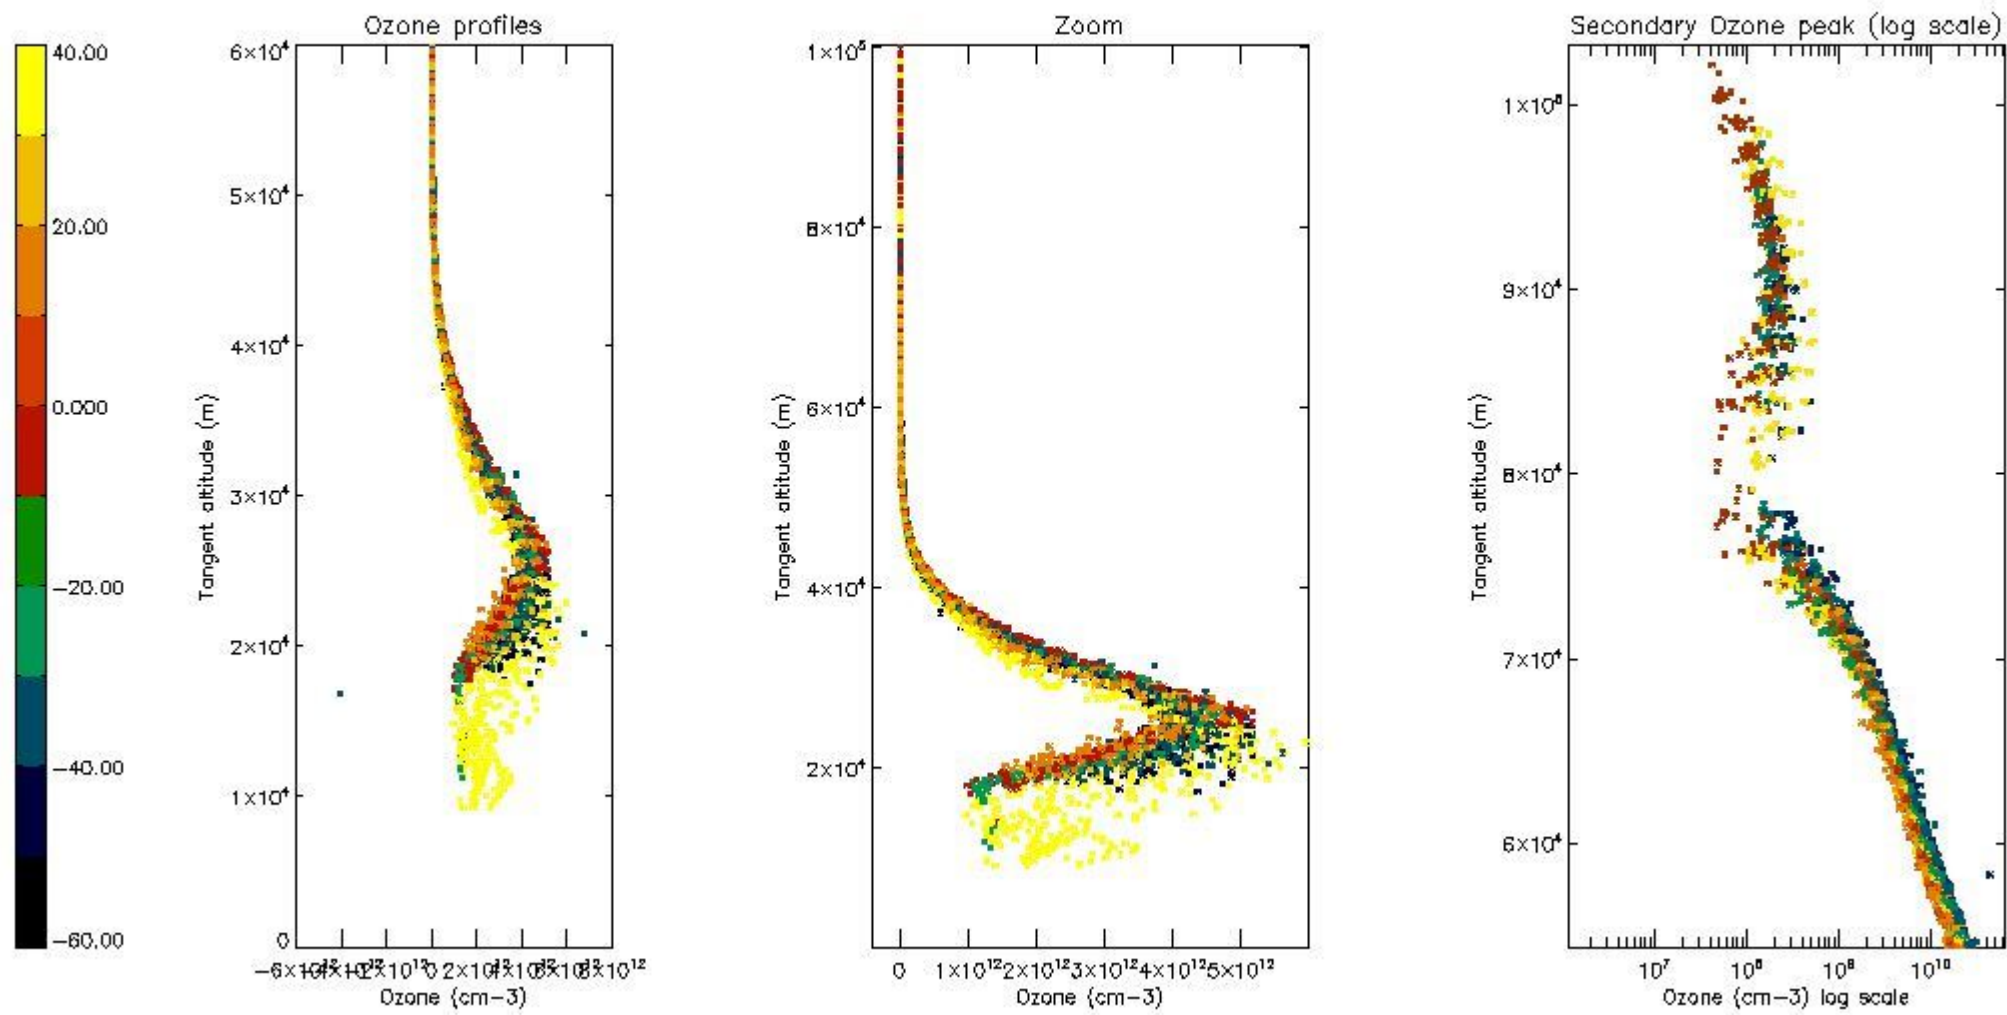 Ozone profiles
Zoom
Secondary Ozone peak (log scale)
40.00
20.00
0.000
−20.00
−40.00
−60.00
6×10⁴
5×10⁴
4×10⁴
3×10⁴
2×10⁴
1×10⁴
0
Tangent altitude (m)
0
Ozone (cm−3)
1×10⁵
8×10⁴
6×10⁴
4×10⁴
2×10⁴
Tangent altitude (m)
0 1×10¹² 2×10¹² 3×10¹² 4×10¹² 5×10¹²
Ozone (cm−3)
9×10⁴
8×10⁴
7×10⁴
6×10⁴
Tangent altitude (m)
10⁷ 10¹⁰
Ozone (cm−3) log scale